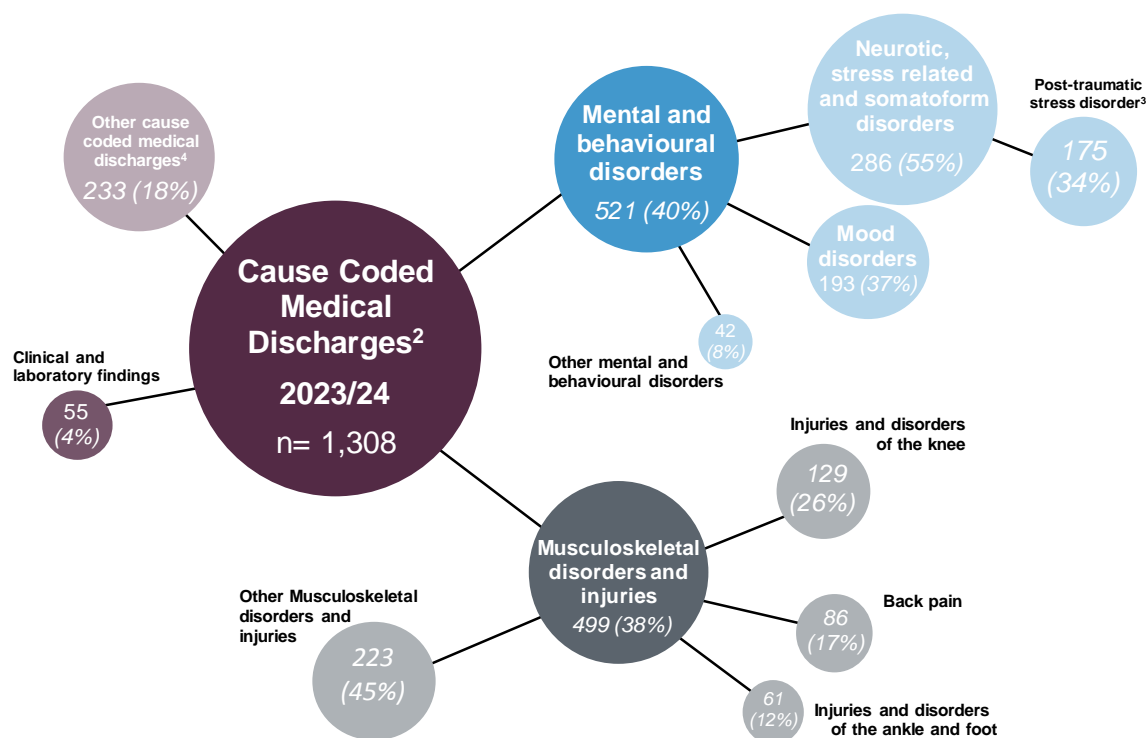 Cause Coded
Medical
Discharges²
2023/24
n= 1,308
Other cause
coded medical
discharges⁴
233 (18%)
Clinical and
laboratory findings
55
(4%)
Mental and
behavioural
disorders
521 (40%)
Neurotic,
stress related
and somatoform
disorders
286 (55%)
Post-traumatic
stress disorder³
175
(34%)
Mood
disorders
193 (37%)
42
(8%)
Other mental and
behavioural disorders
Musculoskeletal
disorders and
injuries
499 (38%)
Injuries and disorders
of the knee
129
(26%)
Back pain
86
(17%)
61
(12%)
Injuries and disorders
of the ankle and foot
Other Musculoskeletal
disorders and
injuries
223
(45%)